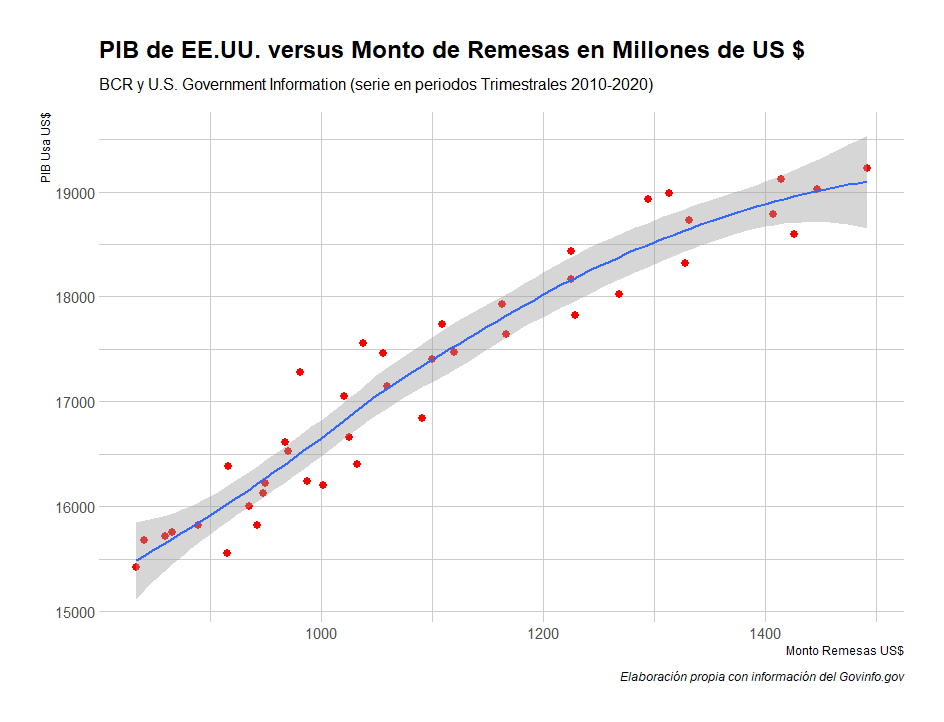 PIB de EE.UU. versus Monto de Remesas en Millones de US $
BCR y U.S. Government Information (serie en periodos Trimestrales 2010-2020)
PIB Usa US$
19000
18000
17000
16000
15000
1000
1200
1400
Monto Remesas US$
Elaboración propia con información del Govinfo.gov